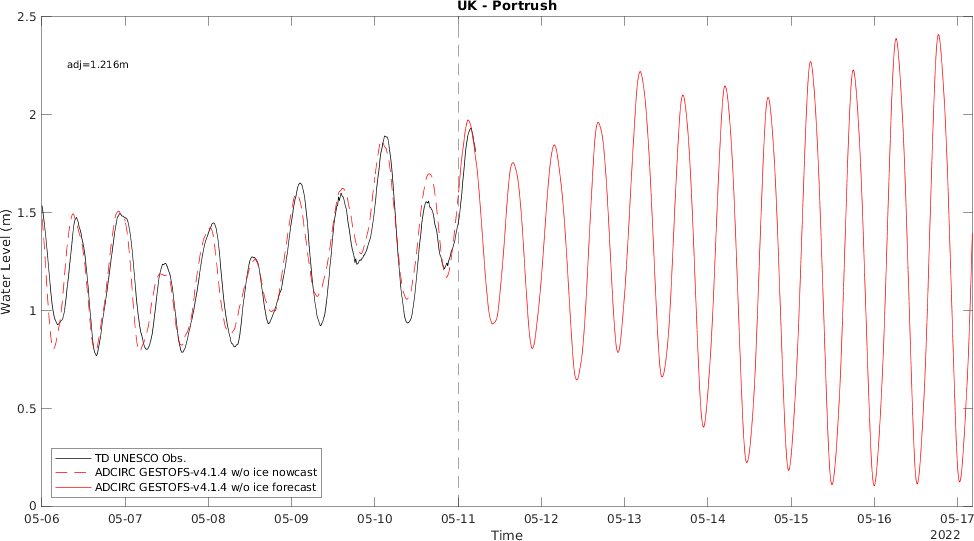 UK - Portrush
2.5
adj=1.216m
2
1.5
Water Level (m)
1
0.5
TD UNESCO Obs.
ADCIRC GESTOFS-v4.1.4 w/o ice nowcast
ADCIRC GESTOFS-v4.1.4 w/o ice forecast
0
05-06 05-07 05-08 05-09 05-10 05-11 05-12 05-13 05-14 05-15 05-16 05-17
Time 2022